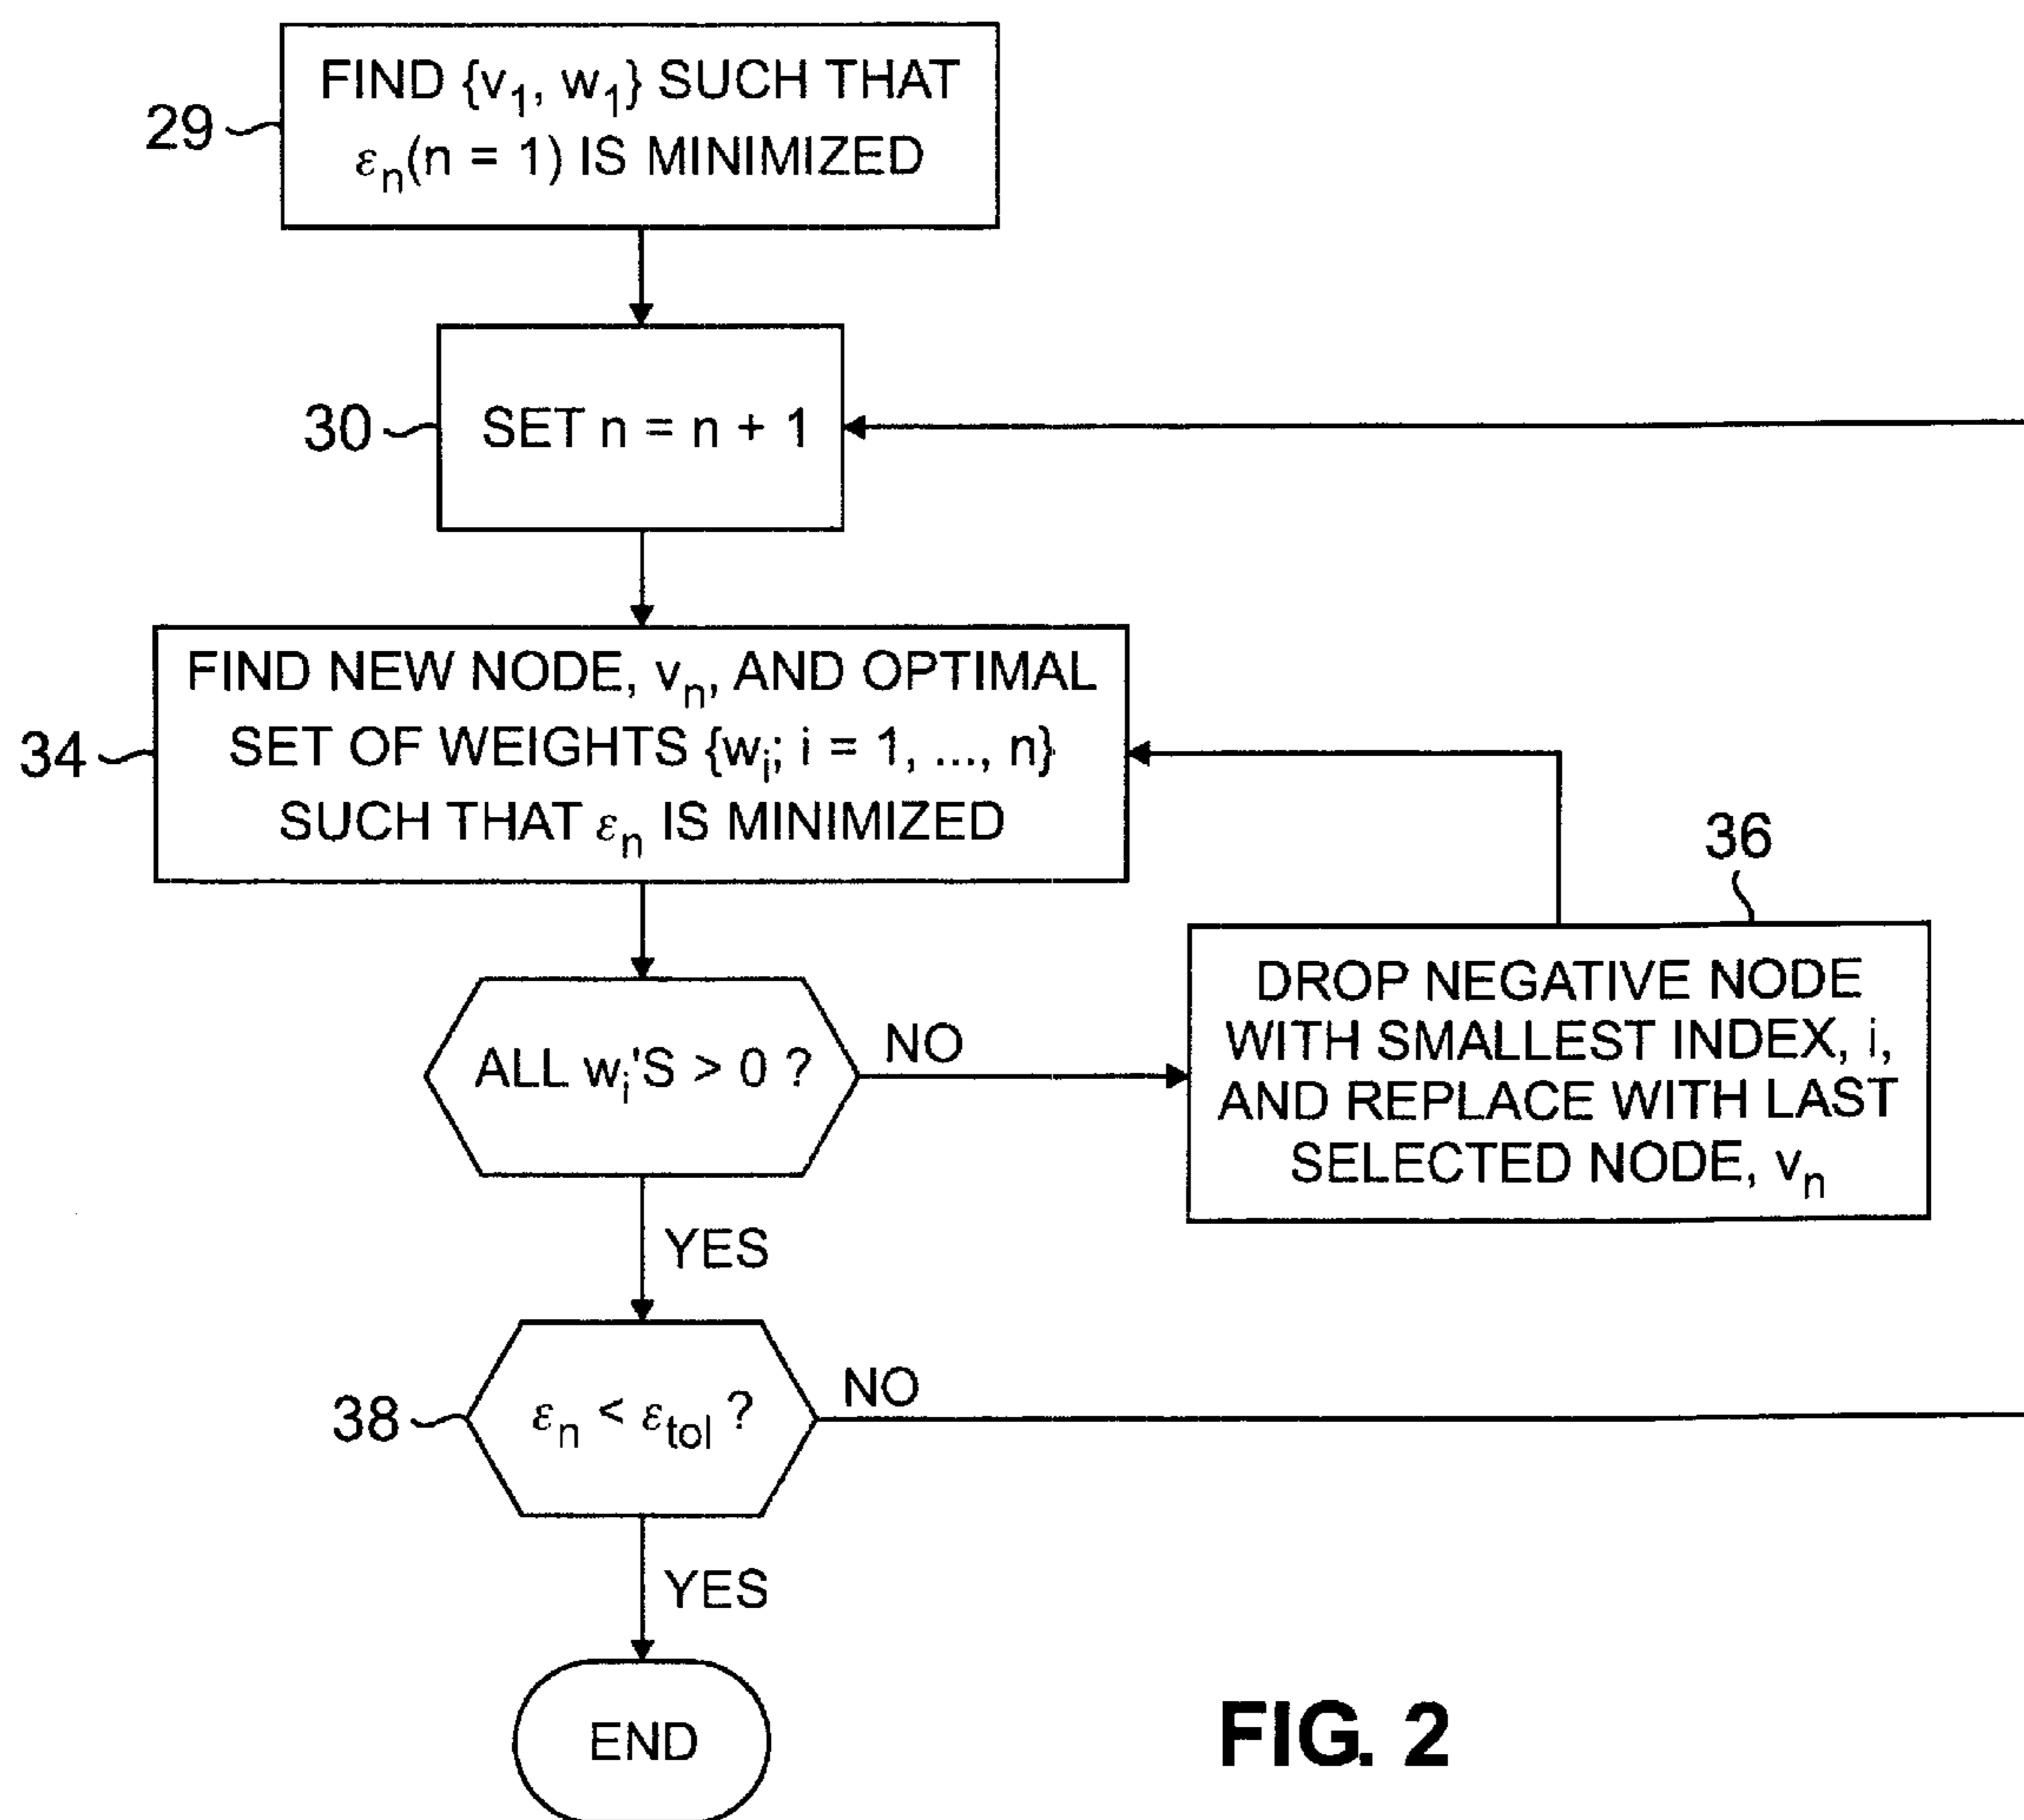 FIND {v₁, w₁} SUCH THAT
εₙ(n = 1) IS MINIMIZED
29
SET n = n + 1
30
FIND NEW NODE, vₙ, AND OPTIMAL
SET OF WEIGHTS {wᵢ; i = 1, ..., n}
SUCH THAT εₙ IS MINIMIZED
34
36
DROP NEGATIVE NODE
WITH SMALLEST INDEX, i,
AND REPLACE WITH LAST
SELECTED NODE, vₙ
ALL wᵢ'S > 0 ?
NO
YES
38
εₙ < ε_tol ?
NO
YES
END
FIG. 2